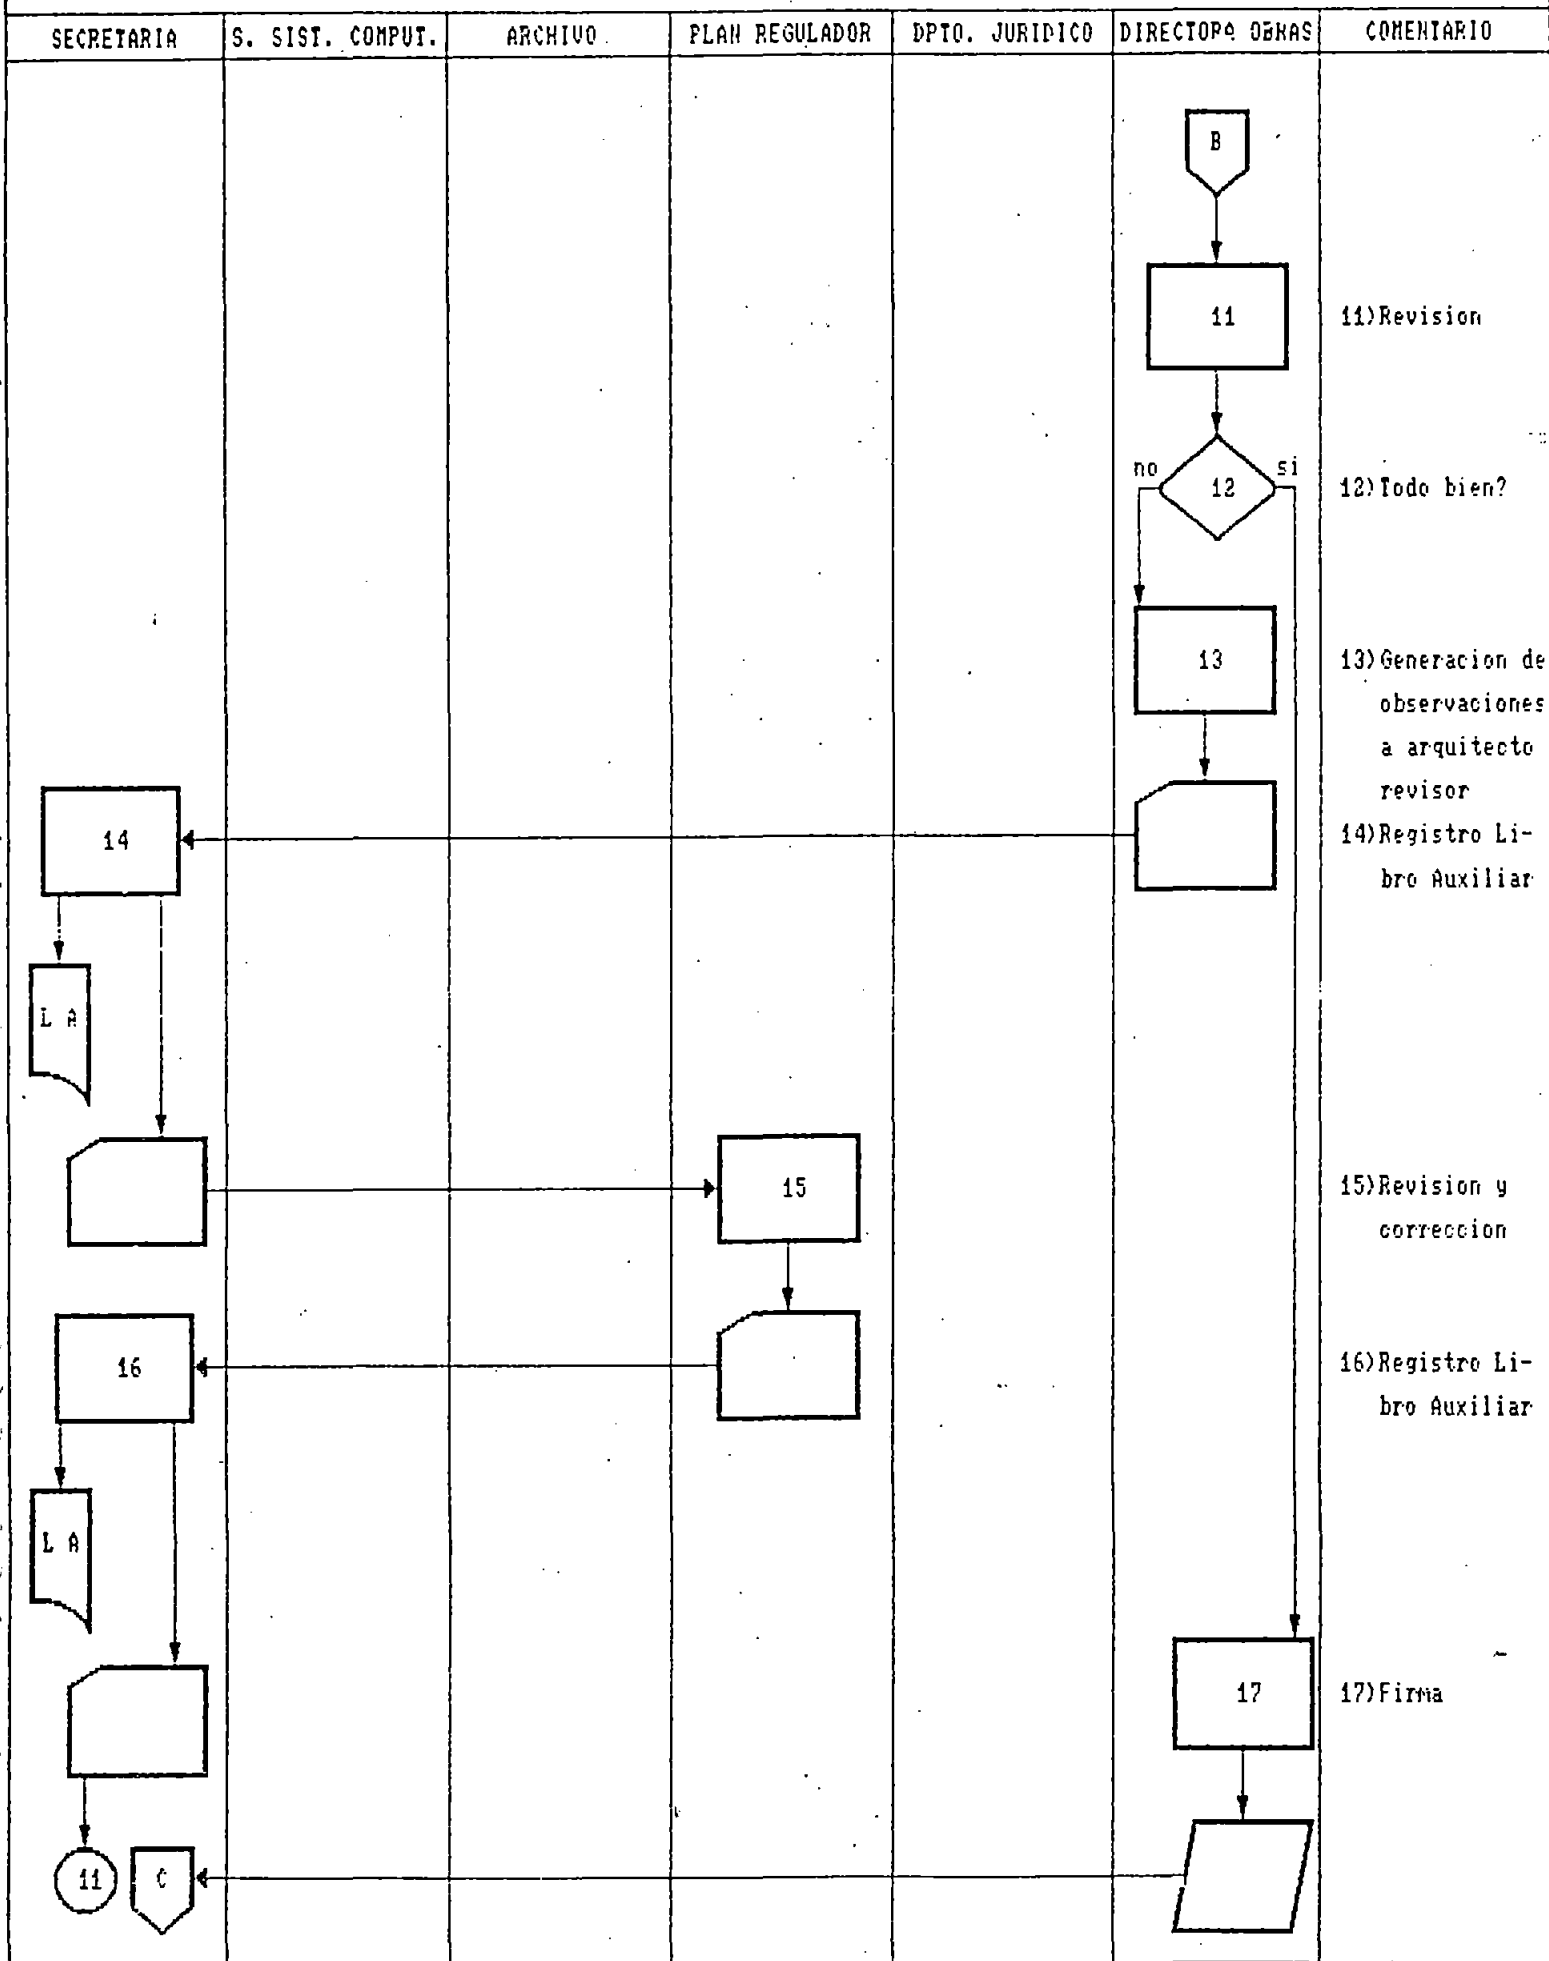 SECRETARIA S. SIST. COMPUT. ARCHIVO PLAN REGULADOR DPTO. JURIDICO DIRECTORA OBRAS COMENTARIO
B
11 11)Revision
no si
12 12)Todo bien?
13 13)Generacion de
observaciones
a arquitecto
revisor
14 14)Registro Li-
bro Auxiliar
L A
15 15)Revision y
correccion
16 16)Registro Li-
bro Auxiliar
L A
17 17)Firma
11 C